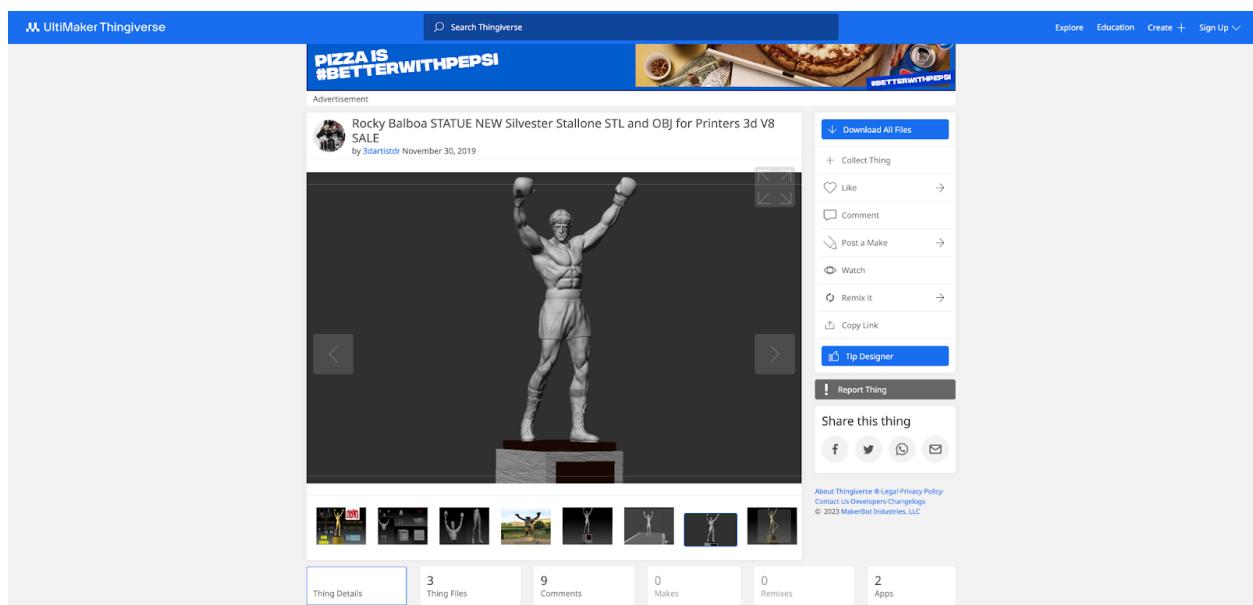 UltiMaker Thingiverse
Search Thingiverse
Explore
Education
Create
Sign Up
PIZZA IS
#BETTERWITHPEPSI
#BETTERWITHPEPSI
Advertisement
Rocky Balboa STATUE NEW Silvester Stallone STL and OBJ for Printers 3d V8
SALE
by 3dartistdr November 30, 2019
Download All Files
Collect Thing
Like
Comment
Post a Make
Watch
Remix it
Copy Link
Tip Designer
Report Thing
Share this thing
About Thingiverse ®·Legal·Privacy Policy·
Contact Us·Developers·Changelogs
© 2023 MakerBot Industries, LLC
Thing Details
3
Thing Files
9
Comments
0
Makes
0
Remixes
2
Apps